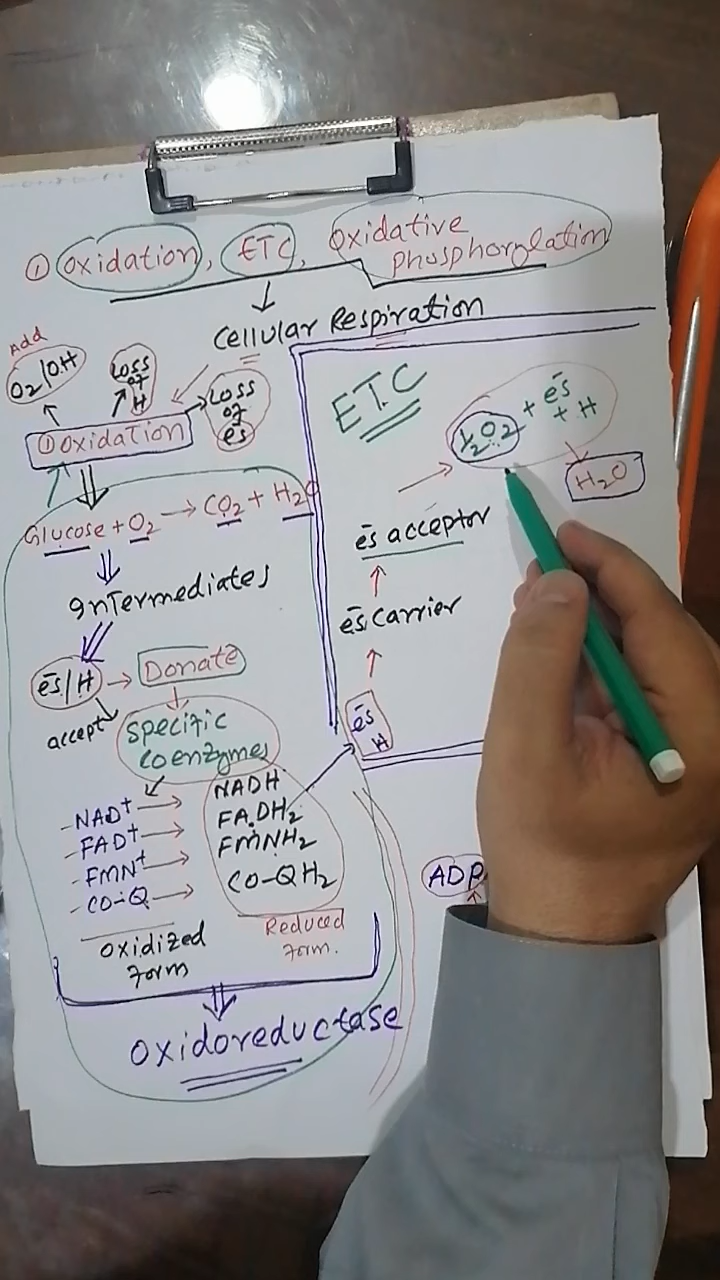 ① Oxidation, ETC, Oxidative
phosphorylation
Cellular Respiration
Add
O2/OH
Loss
of
H
Loss
of
ēs
① Oxidation
Glucose + O2 → CO2 + H2O
Intermediates
ēs/H → Donate
accept
specific
coenzymes
- NAD+ → NADH
- FAD+ → FADH2
- FMN+ → FMNH2
- CO-Q → CO-QH2
Oxidized
Form
Reduced
Form.
Oxidoreductase
ETC
½O2 + ēs
+ H
H2O
ēs acceptor
ēs carrier
ēs
H
ADP